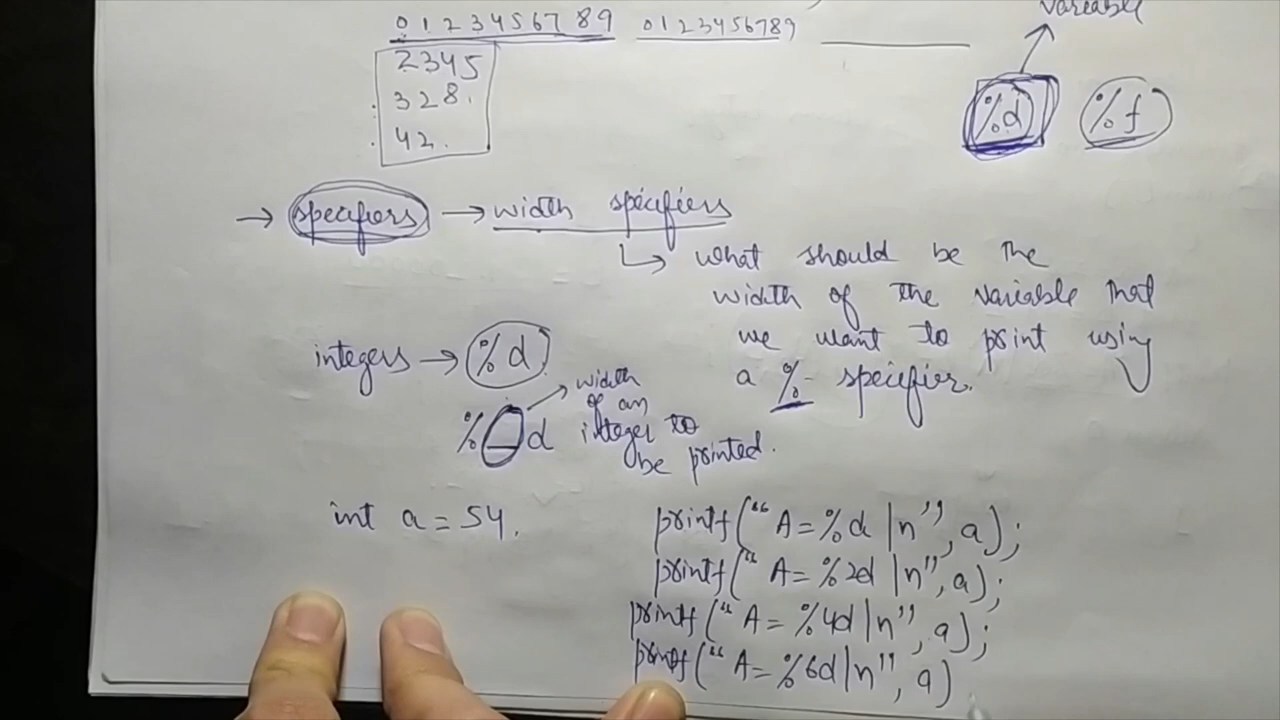 variable
0 1 2 3 4 5 6 7 8 9 0 1 2 3 4 5 6 7 8 9
2345
328.
42.
%d %f
→ specifiers → width specifiers
↳ what should be the
width of the variable that
we want to print using
a %- specifier.
integers → %d
width
of an
% _ d integer to
be printed.
int a = 54.
printf(“ A = %d |n”, a);
printf(“ A = %2d |n”, a);
printf(“ A = %4d |n”, a);
printf(“ A = %6d |n”, a)